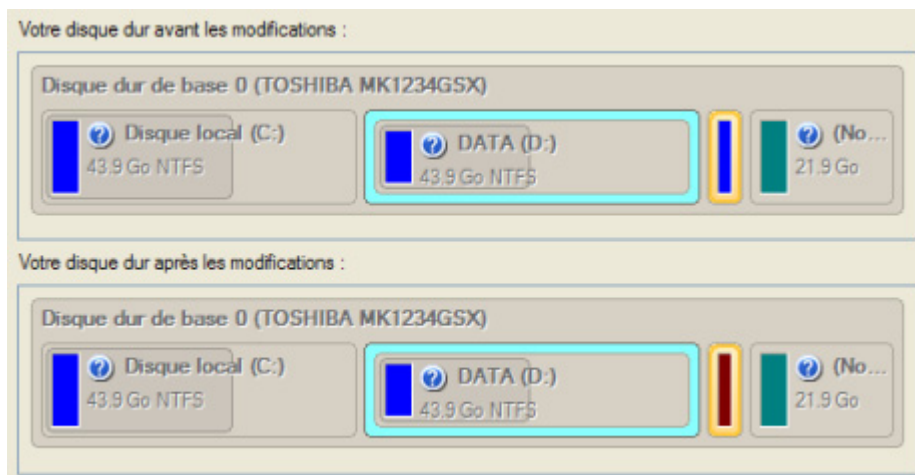 Votre disque dur avant les modifications :
Disque dur de base 0 (TOSHIBA MK1234GSX)
Disque local (C:)
43.9 Go NTFS
DATA (D:)
43.9 Go NTFS
(No...
21.9 Go
Votre disque dur après les modifications :
Disque dur de base 0 (TOSHIBA MK1234GSX)
Disque local (C:)
43.9 Go NTFS
DATA (D:)
43.9 Go NTFS
(No...
21.9 Go